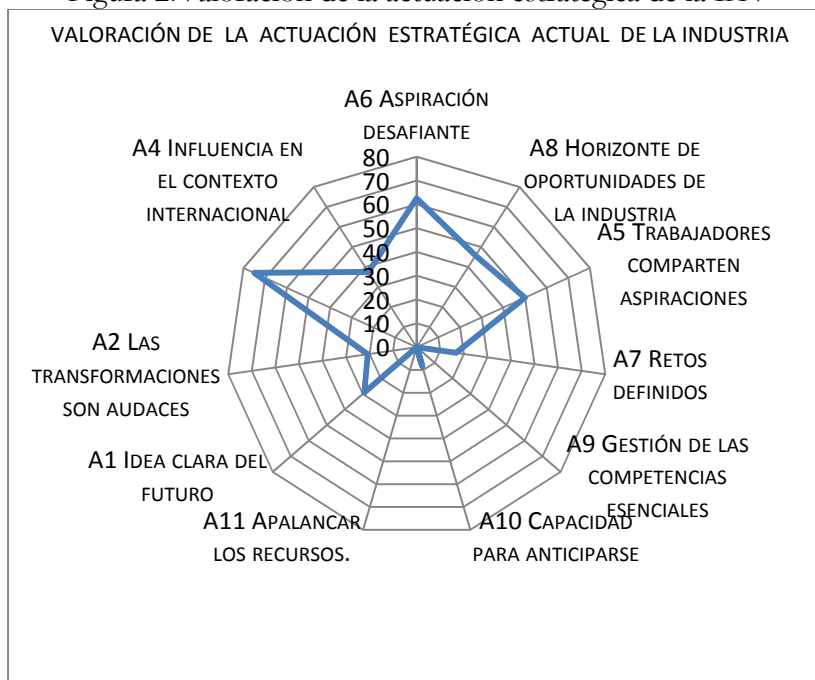 VALORACIÓN DE LA ACTUACIÓN ESTRATÉGICA ACTUAL DE LA INDUSTRIA
A6 ASPIRACIÓN
DESAFIANTE
A8 HORIZONTE DE
OPORTUNIDADES DE
LA INDUSTRIA
A5 TRABAJADORES
COMPARTEN
ASPIRACIONES
A7 RETOS
DEFINIDOS
A9 GESTIÓN DE LAS
COMPETENCIAS
ESENCIALES
A10 CAPACIDAD
PARA ANTICIPARSE
A11 APALANCAR
LOS RECURSOS.
A1 IDEA CLARA DEL
FUTURO
A2 LAS
TRANSFORMACIONES
SON AUDACES
A4 INFLUENCIA EN
EL CONTEXTO
INTERNACIONAL
80
70
60
50
40
30
20
10
0